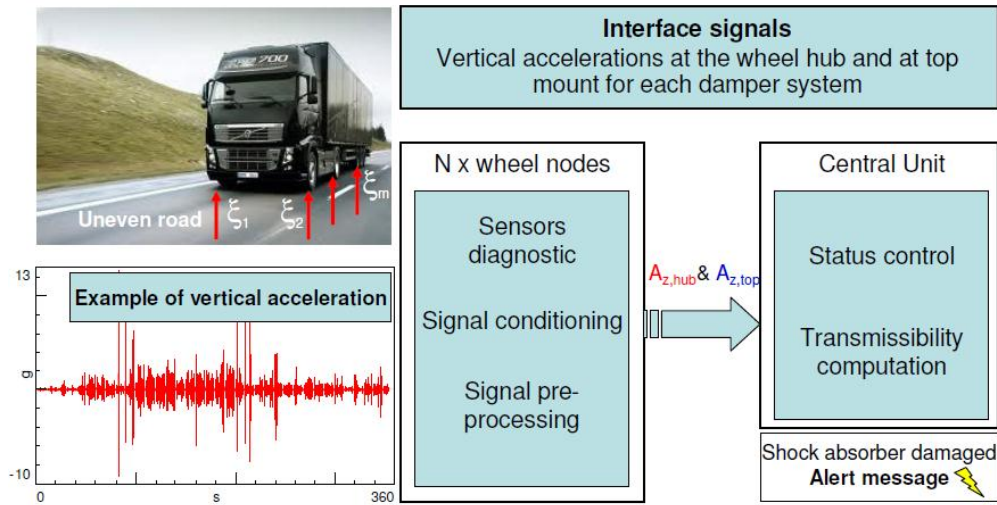 700
VOLVO
Uneven road
ξ1
ξ2
ξm
Interface signals
Vertical accelerations at the wheel hub and at top
mount for each damper system
13
g
-10
0
s
360
Example of vertical acceleration
N x wheel nodes
Sensors
diagnostic
Signal conditioning
Signal pre-
processing
Az,hub & Az,top
Central Unit
Status control
Transmissibility
computation
Shock absorber damaged
Alert message